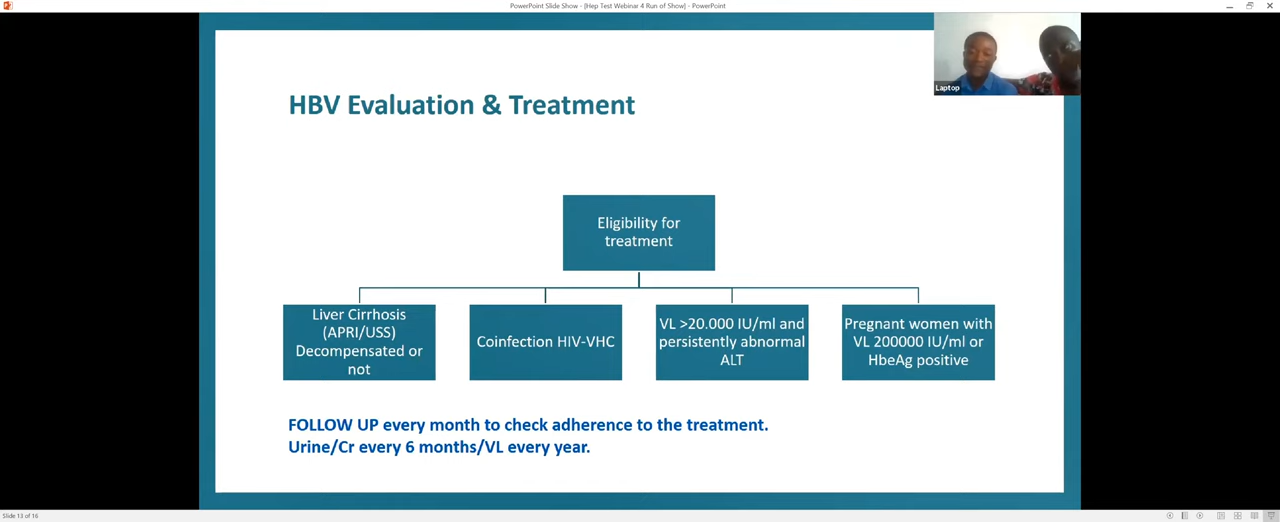 PowerPoint Slide Show - [Hep Test Webinar 4 Run of Show] - PowerPoint
Laptop
HBV Evaluation & Treatment
Eligibility for
treatment
Liver Cirrhosis
(APRI/USS)
Decompensated or
not
Coinfection HIV-VHC
VL >20.000 IU/ml and
persistently abnormal
ALT
Pregnant women with
VL 200000 IU/ml or
HbeAg positive
FOLLOW UP every month to check adherence to the treatment.
Urine/Cr every 6 months/VL every year.
Slide 13 of 16